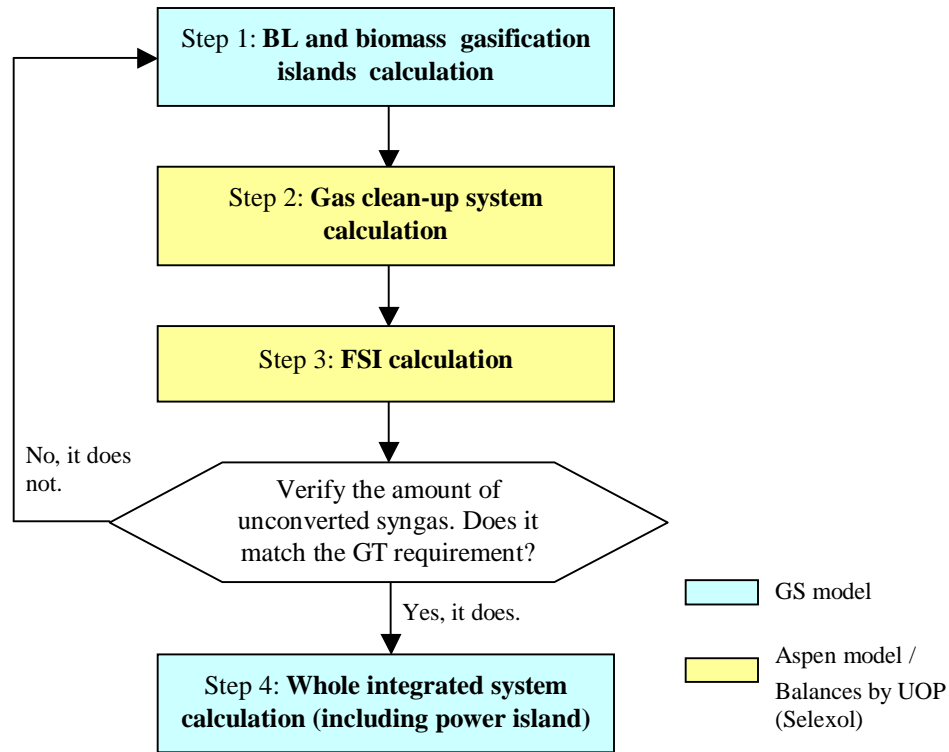 Step 1: BL and biomass gasification
islands calculation
Step 2: Gas clean-up system
calculation
Step 3: FSI calculation
No, it does
not.
Verify the amount of
unconverted syngas. Does it
match the GT requirement?
Yes, it does.
Step 4: Whole integrated system
calculation (including power island)
GS model
Aspen model /
Balances by UOP
(Selexol)